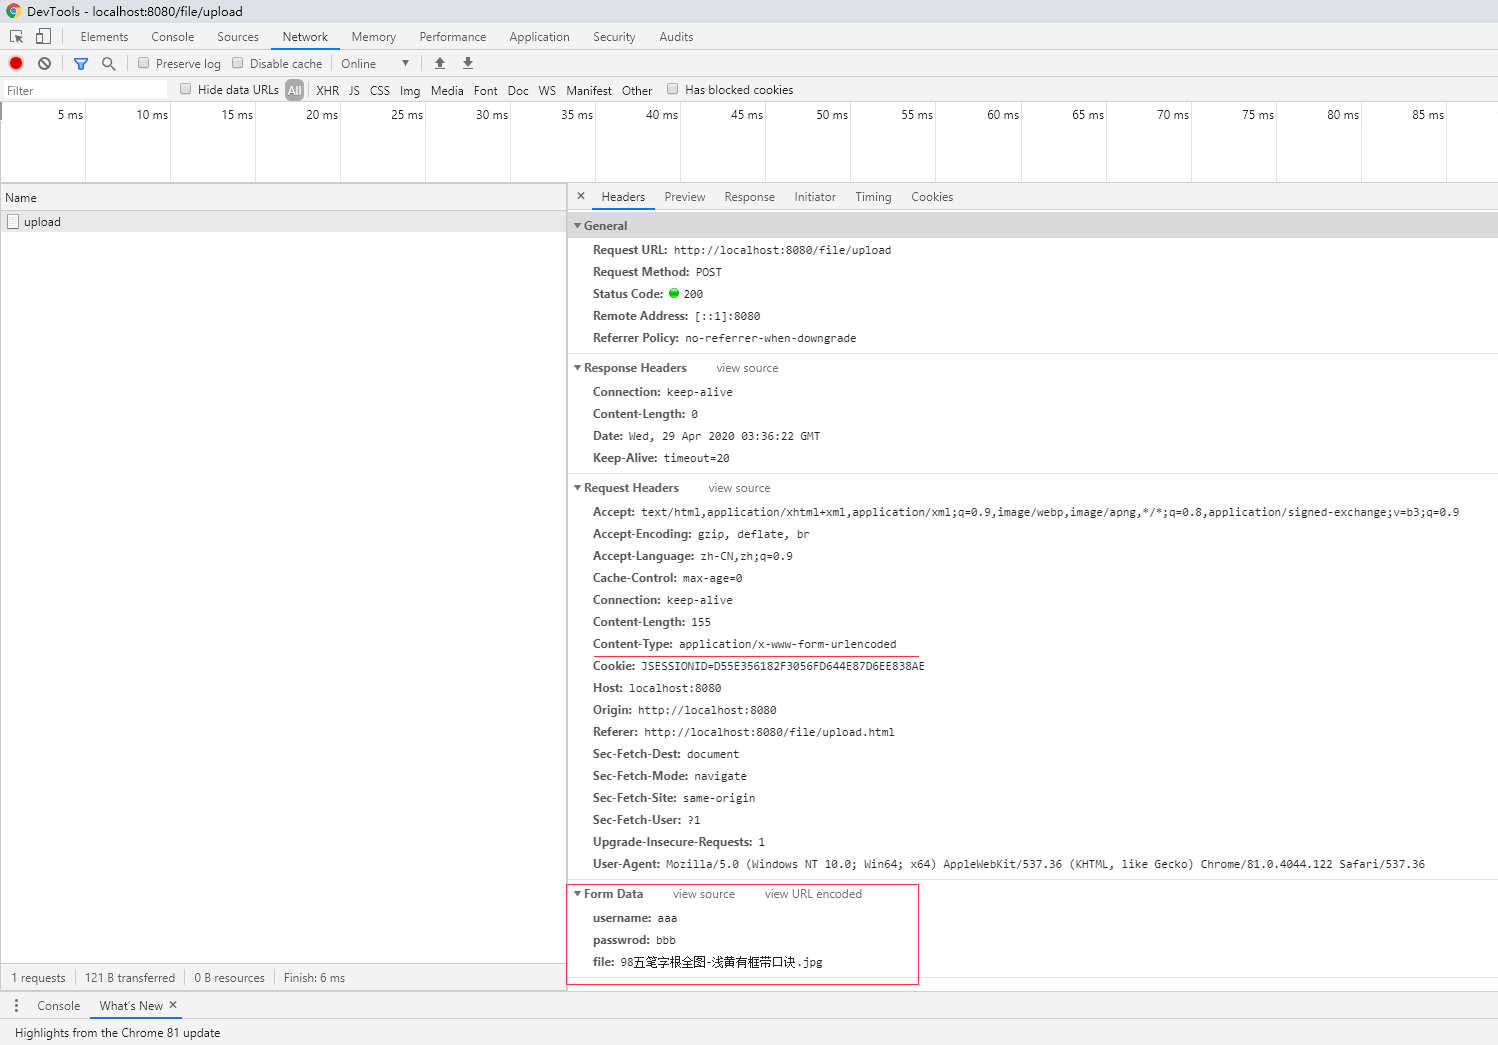 DevTools - localhost:8080/file/upload
Elements Console Sources Network Memory Performance Application Security Audits
Preserve log Disable cache Online ▼
Filter Hide data URLs All XHR JS CSS Img Media Font Doc WS Manifest Other Has blocked cookies
5 ms 10 ms 15 ms 20 ms 25 ms 30 ms 35 ms 40 ms 45 ms 50 ms 55 ms 60 ms 65 ms 70 ms 75 ms 80 ms 85 ms
Name
upload
× Headers Preview Response Initiator Timing Cookies
▼General
Request URL: http://localhost:8080/file/upload
Request Method: POST
Status Code: 200
Remote Address: [::1]:8080
Referrer Policy: no-referrer-when-downgrade
▼Response Headers view source
Connection: keep-alive
Content-Length: 0
Date: Wed, 29 Apr 2020 03:36:22 GMT
Keep-Alive: timeout=20
▼Request Headers view source
Accept: text/html,application/xhtml+xml,application/xml;q=0.9,image/webp,image/apng,*/*;q=0.8,application/signed-exchange;v=b3;q=0.9
Accept-Encoding: gzip, deflate, br
Accept-Language: zh-CN,zh;q=0.9
Cache-Control: max-age=0
Connection: keep-alive
Content-Length: 155
Content-Type: application/x-www-form-urlencoded
Cookie: JSESSIONID=D55E356182F3056FD644E87D6EE838AE
Host: localhost:8080
Origin: http://localhost:8080
Referer: http://localhost:8080/file/upload.html
Sec-Fetch-Dest: document
Sec-Fetch-Mode: navigate
Sec-Fetch-Site: same-origin
Sec-Fetch-User: ?1
Upgrade-Insecure-Requests: 1
User-Agent: Mozilla/5.0 (Windows NT 10.0; Win64; x64) AppleWebKit/537.36 (KHTML, like Gecko) Chrome/81.0.4044.122 Safari/537.36
▼Form Data view source view URL encoded
username: aaa
passwrod: bbb
file: 98五笔字根全图-浅黄有框带口诀.jpg
1 requests 121 B transferred 0 B resources Finish: 6 ms
Console What's New ×
Highlights from the Chrome 81 update